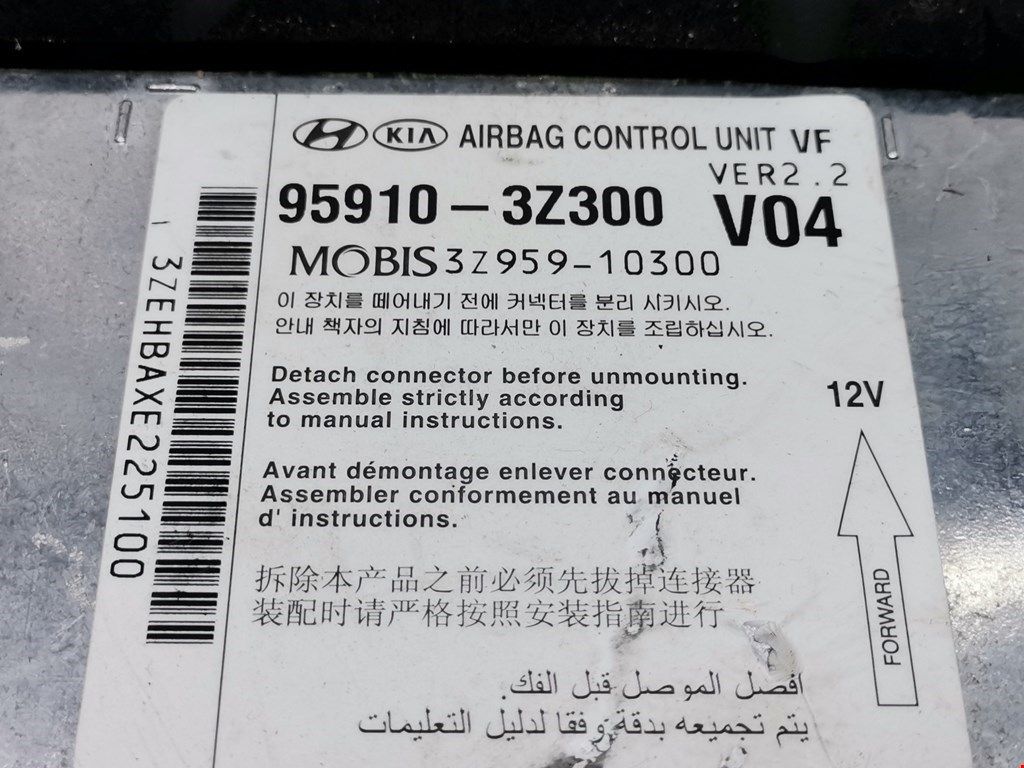 KIA AIRBAG CONTROL UNIT VF
VER2.2
95910-3Z300 V04
MOBIS 3Z959-10300
이 장치를 떼어내기 전에 커넥터를 분리 시키시오.
안내 책자의 지침에 따라서만 이 장치를 조립하십시오.
Detach connector before unmounting.
Assemble strictly according
to manual instructions.
12V
Avant démontage enlever connecteur.
Assembler conformement au manuel
d' instructions.
拆除本产品之前必须先拔掉连接器
装配时请严格按照安装指南进行
افصل الموصل قبل الفك.
يتم تجميعه بدقة وفقا لدليل التعليمات
FORWARD
3ZEHBAXE225100